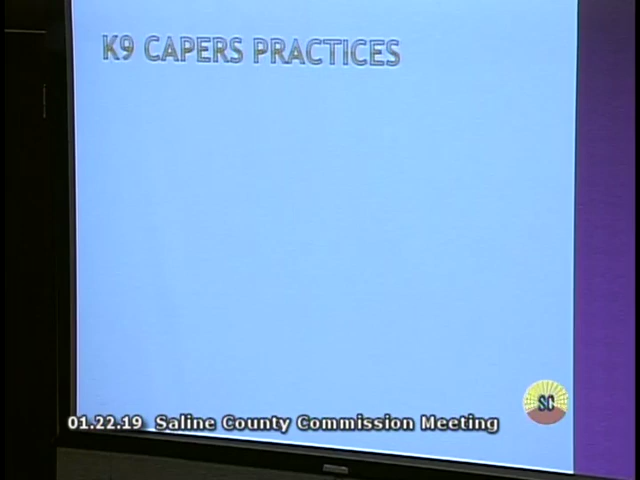 K9 CAPERS PRACTICES
SC
01.22.19 Saline County Commission Meeting